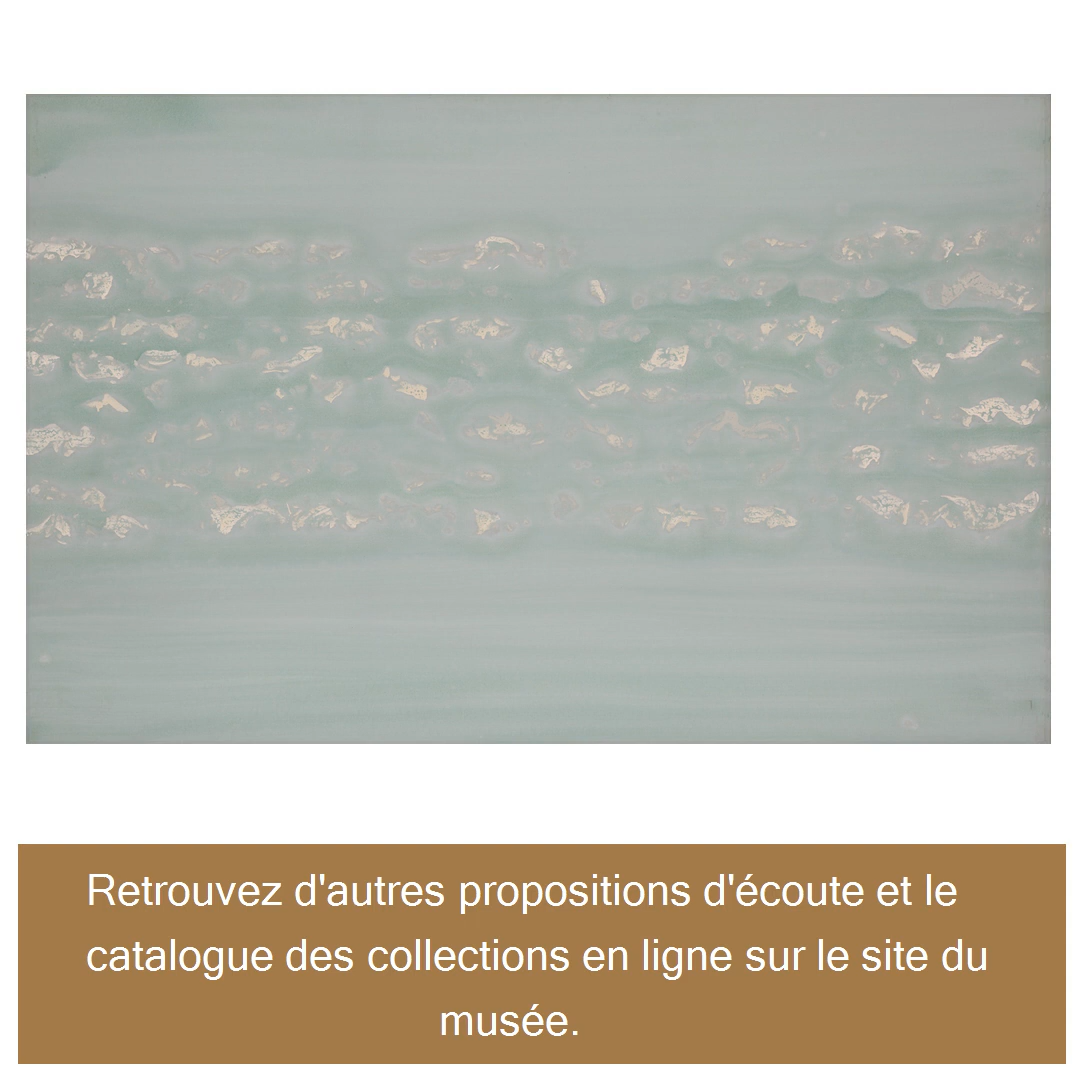 Retrouvez d'autres propositions d'écoute et le
catalogue des collections en ligne sur le site du
musée.